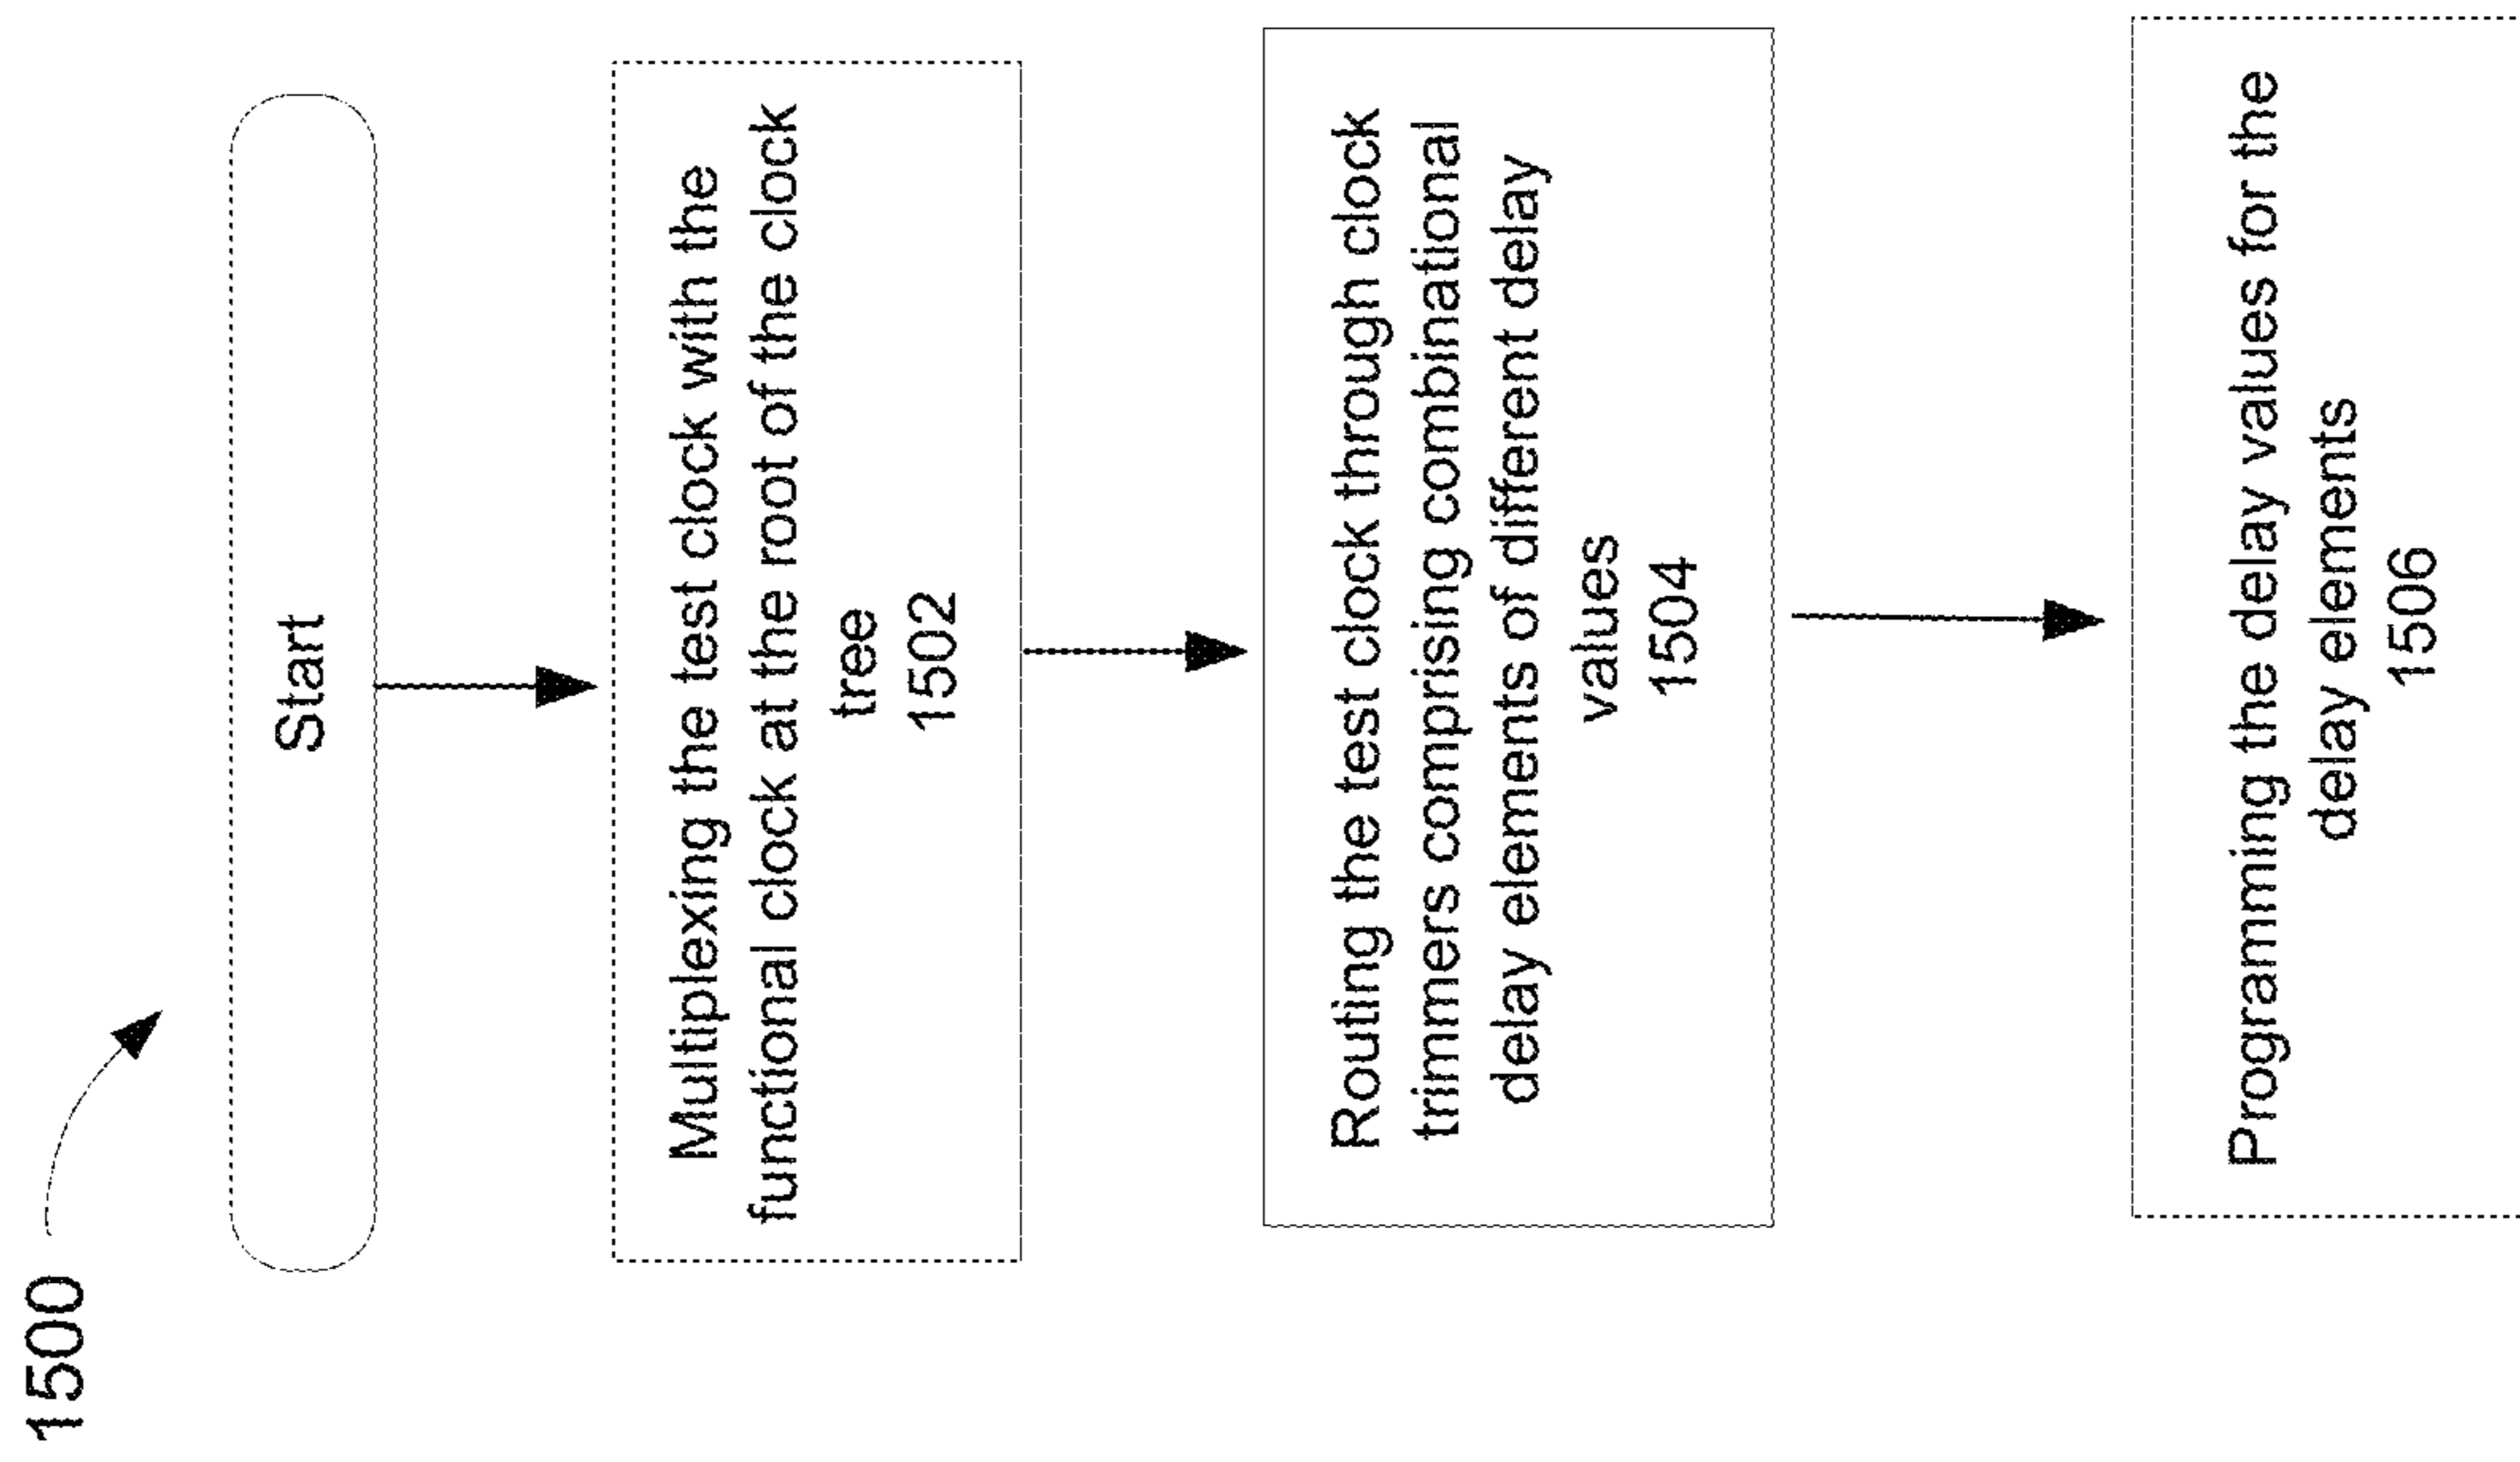 1500
Start
Multiplexing the test clock with the
functional clock at the root of the clock
tree
1502
Routing the test clock through clock
trimmers comprising combinational
delay elements of different delay
values
1504
Programming the delay values for the
delay elements
1506